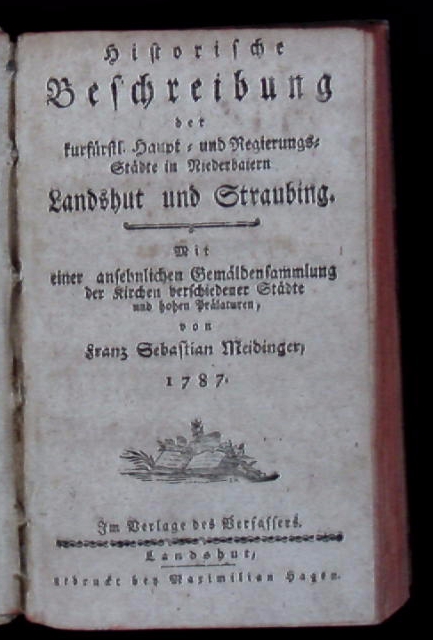 Historische
Beschreibung
der
kurfürstl. Haupt- und Regierungs-
Städte in Niederbaiern
Landshut und Straubing.
Mit
einer ansehnlichen Gemäldensammlung
der Kirchen verschiedener Städte
und hohen Prälaturen,
von
Franz Sebastian Meidinger,
1787.
Im Verlage des Verfassers.
Landshut,
gedruckt bey Maximilian Hagen.